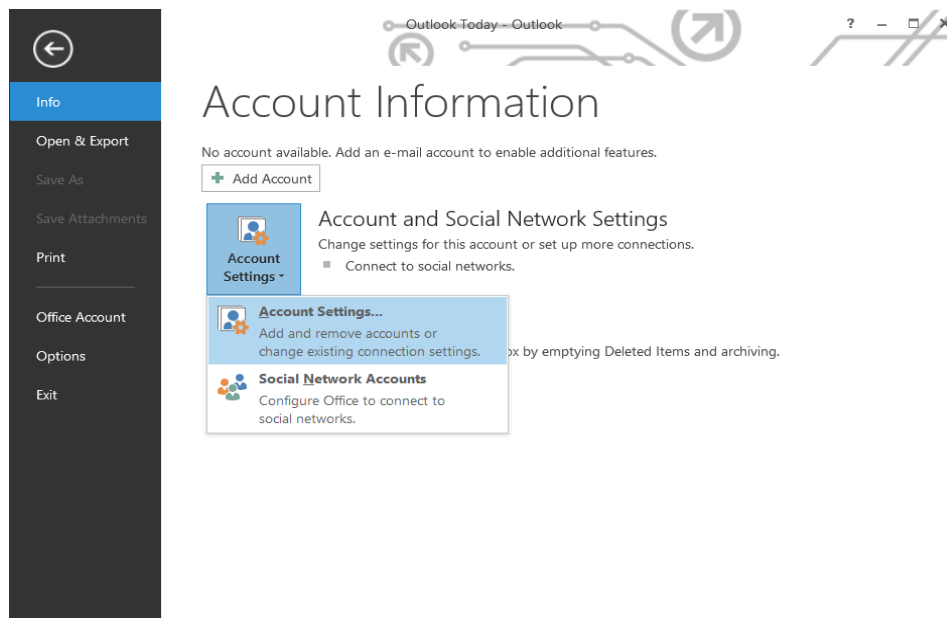 Outlook Today - Outlook
?
Info
Open & Export
Save As
Save Attachments
Print
Office Account
Options
Exit
Account Information
No account available. Add an e-mail account to enable additional features.
Add Account
Account
Settings
Account and Social Network Settings
Change settings for this account or set up more connections.
Connect to social networks.
Account Settings...
Add and remove accounts or
change existing connection settings.
by emptying Deleted Items and archiving.
Social Network Accounts
Configure Office to connect to
social networks.